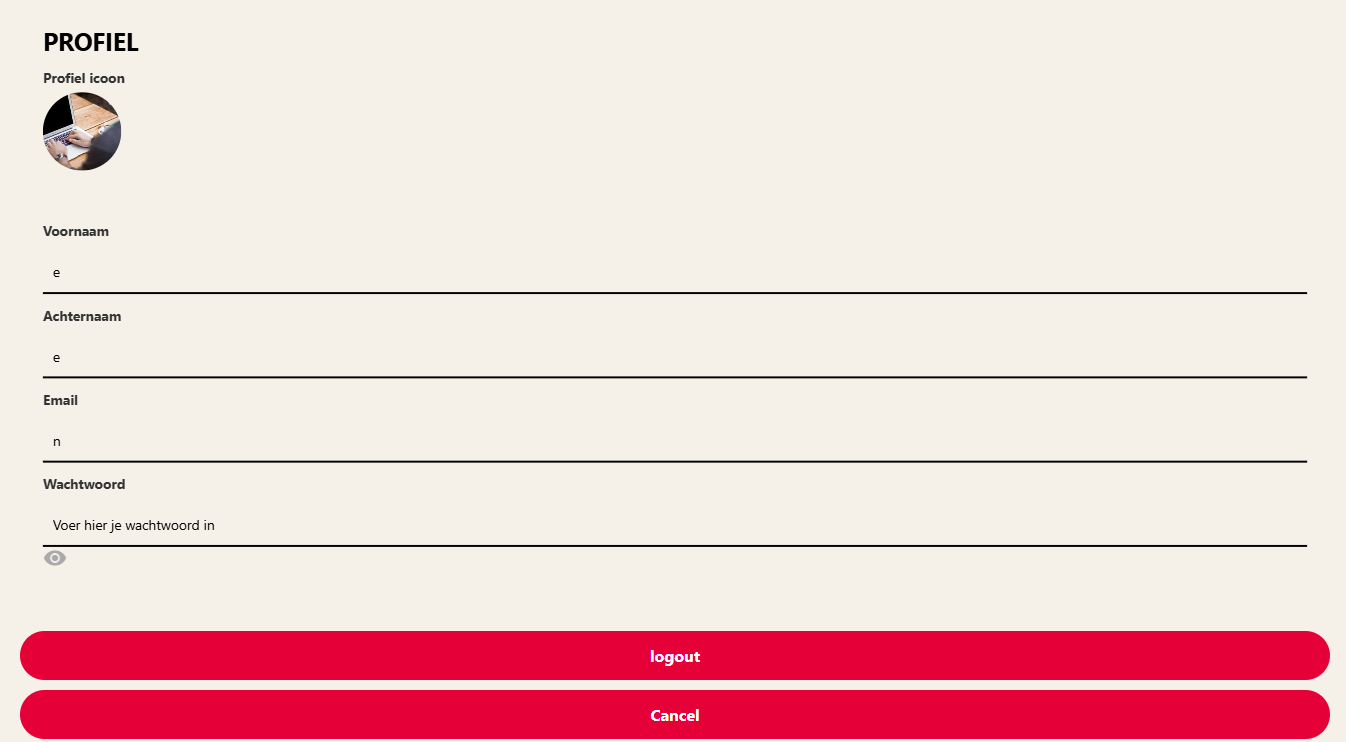 PROFIEL
Profiel icoon
Voornaam
e
Achternaam
e
Email
n
Wachtwoord
Voer hier je wachtwoord in
logout
Cancel